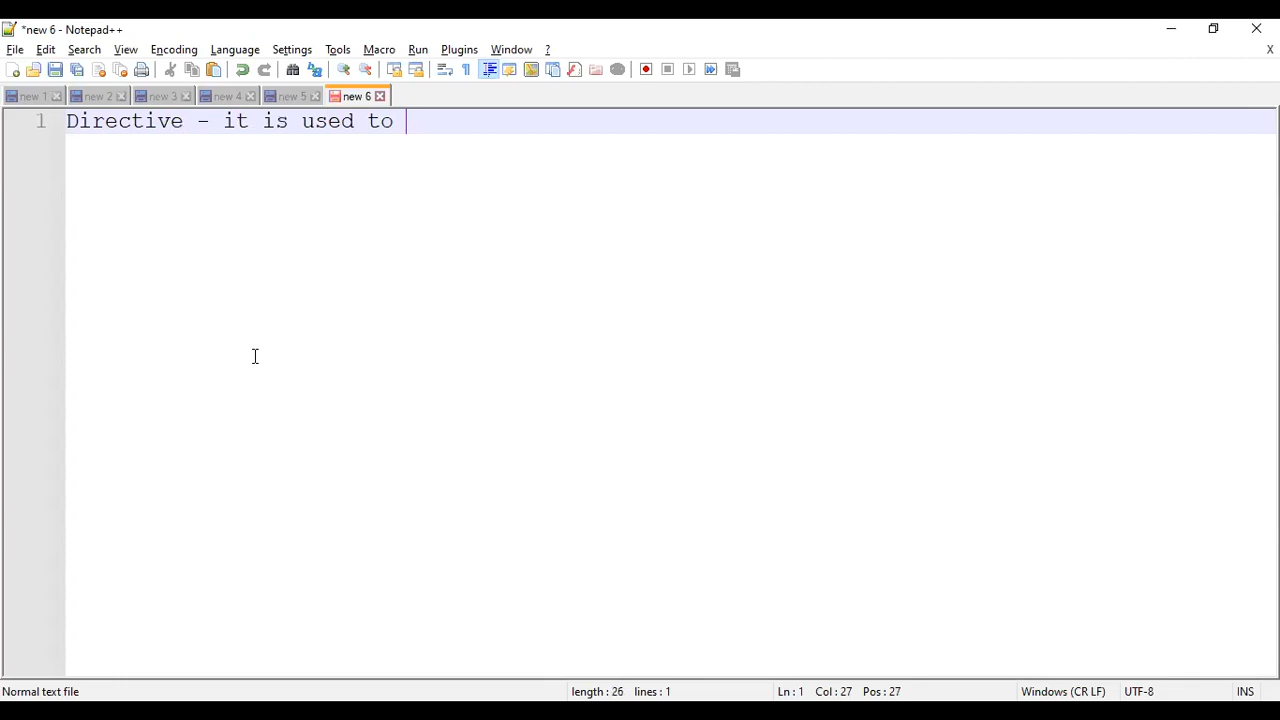 *new 6 - Notepad++
File Edit Search View Encoding Language Settings Tools Macro Run Plugins Window ? X
new 1 new 2 new 3 new 4 new 5 new 6
1 Directive - it is used to
Normal text file length : 26 lines : 1 Ln : 1 Col : 27 Pos : 27 Windows (CR LF) UTF-8 INS